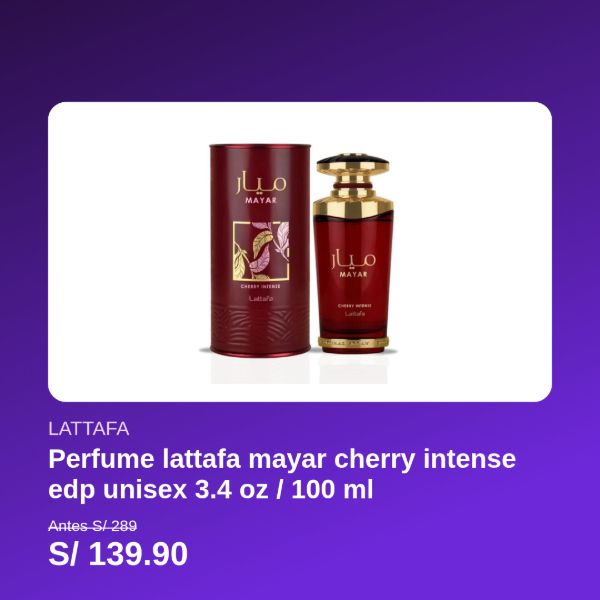 ميار
MAYAR
CHERRY INTENSE
Lattafa
ميار
MAYAR
CHERRY INTENSE
Lattafa
LATTAFA
Perfume lattafa mayar cherry intense
edp unisex 3.4 oz / 100 ml
Antes S/ 289
S/ 139.90